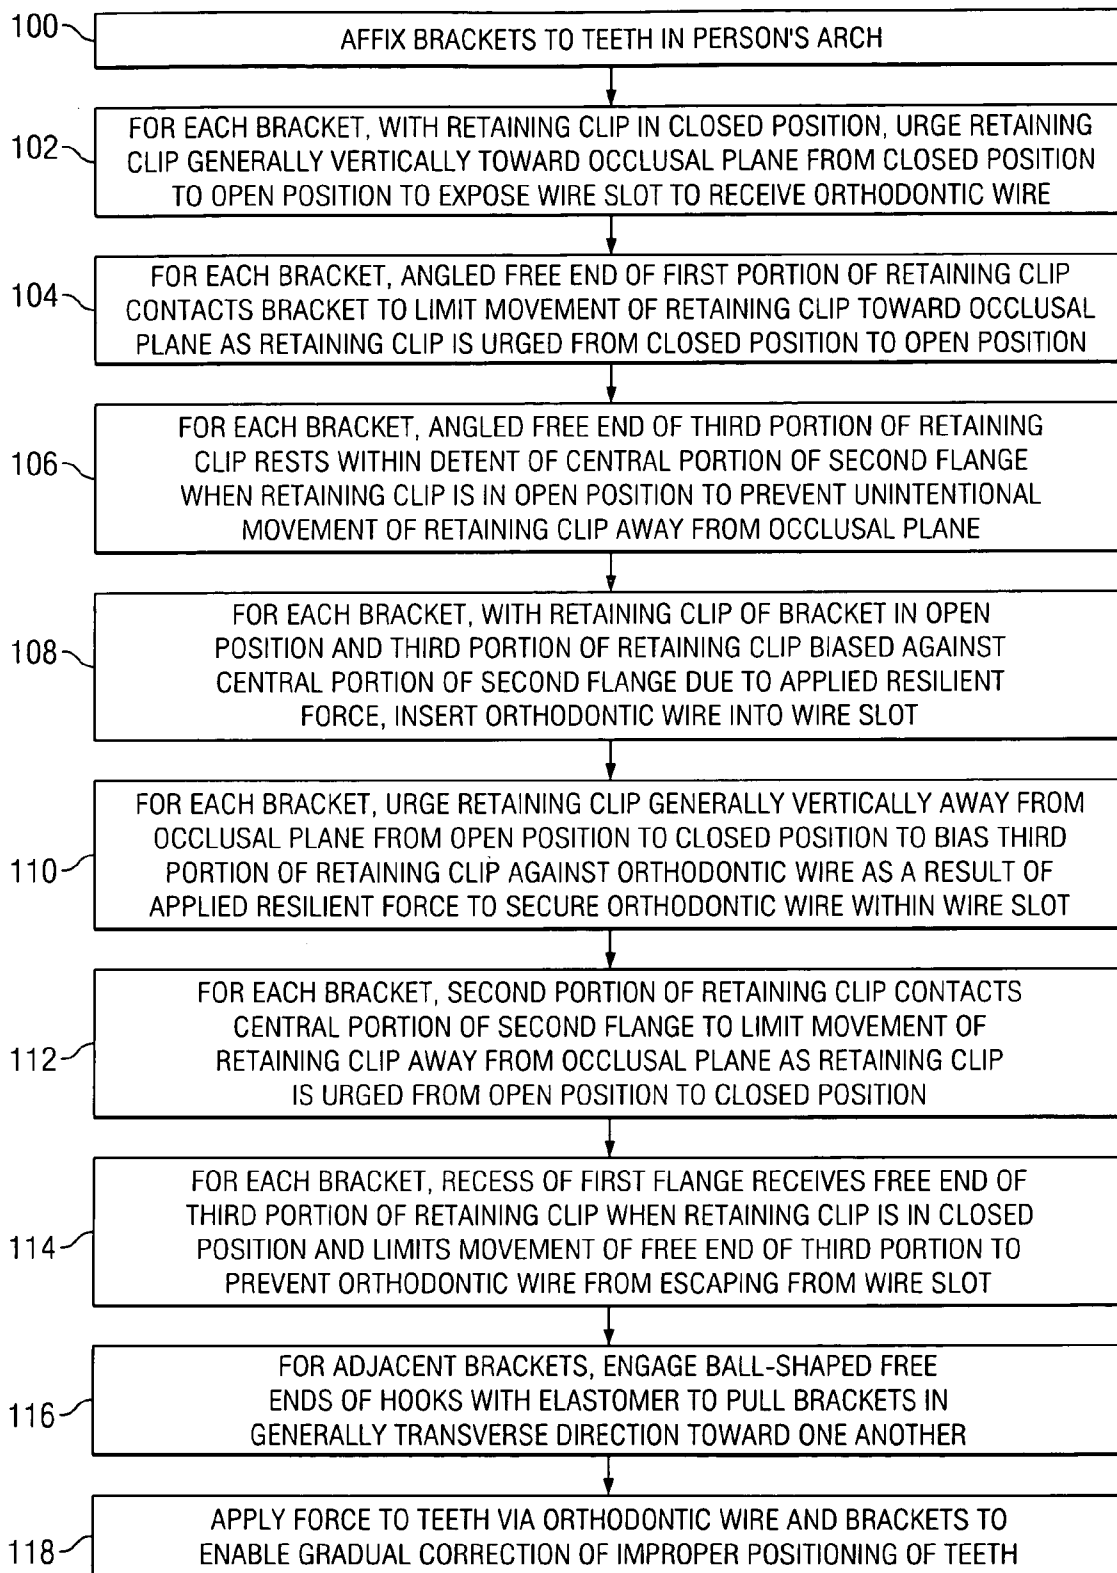 100
AFFIX BRACKETS TO TEETH IN PERSON'S ARCH
102
FOR EACH BRACKET, WITH RETAINING CLIP IN CLOSED POSITION, URGE RETAINING
CLIP GENERALLY VERTICALLY TOWARD OCCLUSAL PLANE FROM CLOSED POSITION
TO OPEN POSITION TO EXPOSE WIRE SLOT TO RECEIVE ORTHODONTIC WIRE
104
FOR EACH BRACKET, ANGLED FREE END OF FIRST PORTION OF RETAINING CLIP
CONTACTS BRACKET TO LIMIT MOVEMENT OF RETAINING CLIP TOWARD OCCLUSAL
PLANE AS RETAINING CLIP IS URGED FROM CLOSED POSITION TO OPEN POSITION
106
FOR EACH BRACKET, ANGLED FREE END OF THIRD PORTION OF RETAINING
CLIP RESTS WITHIN DETENT OF CENTRAL PORTION OF SECOND FLANGE
WHEN RETAINING CLIP IS IN OPEN POSITION TO PREVENT UNINTENTIONAL
MOVEMENT OF RETAINING CLIP AWAY FROM OCCLUSAL PLANE
108
FOR EACH BRACKET, WITH RETAINING CLIP OF BRACKET IN OPEN
POSITION AND THIRD PORTION OF RETAINING CLIP BIASED AGAINST
CENTRAL PORTION OF SECOND FLANGE DUE TO APPLIED RESILIENT
FORCE, INSERT ORTHODONTIC WIRE INTO WIRE SLOT
110
FOR EACH BRACKET, URGE RETAINING CLIP GENERALLY VERTICALLY AWAY FROM
OCCLUSAL PLANE FROM OPEN POSITION TO CLOSED POSITION TO BIAS THIRD
PORTION OF RETAINING CLIP AGAINST ORTHODONTIC WIRE AS A RESULT OF
APPLIED RESILIENT FORCE TO SECURE ORTHODONTIC WIRE WITHIN WIRE SLOT
112
FOR EACH BRACKET, SECOND PORTION OF RETAINING CLIP CONTACTS
CENTRAL PORTION OF SECOND FLANGE TO LIMIT MOVEMENT OF
RETAINING CLIP AWAY FROM OCCLUSAL PLANE AS RETAINING CLIP
IS URGED FROM OPEN POSITION TO CLOSED POSITION
114
FOR EACH BRACKET, RECESS OF FIRST FLANGE RECEIVES FREE END OF
THIRD PORTION OF RETAINING CLIP WHEN RETAINING CLIP IS IN CLOSED
POSITION AND LIMITS MOVEMENT OF FREE END OF THIRD PORTION TO
PREVENT ORTHODONTIC WIRE FROM ESCAPING FROM WIRE SLOT
116
FOR ADJACENT BRACKETS, ENGAGE BALL-SHAPED FREE
ENDS OF HOOKS WITH ELASTOMER TO PULL BRACKETS IN
GENERALLY TRANSVERSE DIRECTION TOWARD ONE ANOTHER
118
APPLY FORCE TO TEETH VIA ORTHODONTIC WIRE AND BRACKETS TO
ENABLE GRADUAL CORRECTION OF IMPROPER POSITIONING OF TEETH